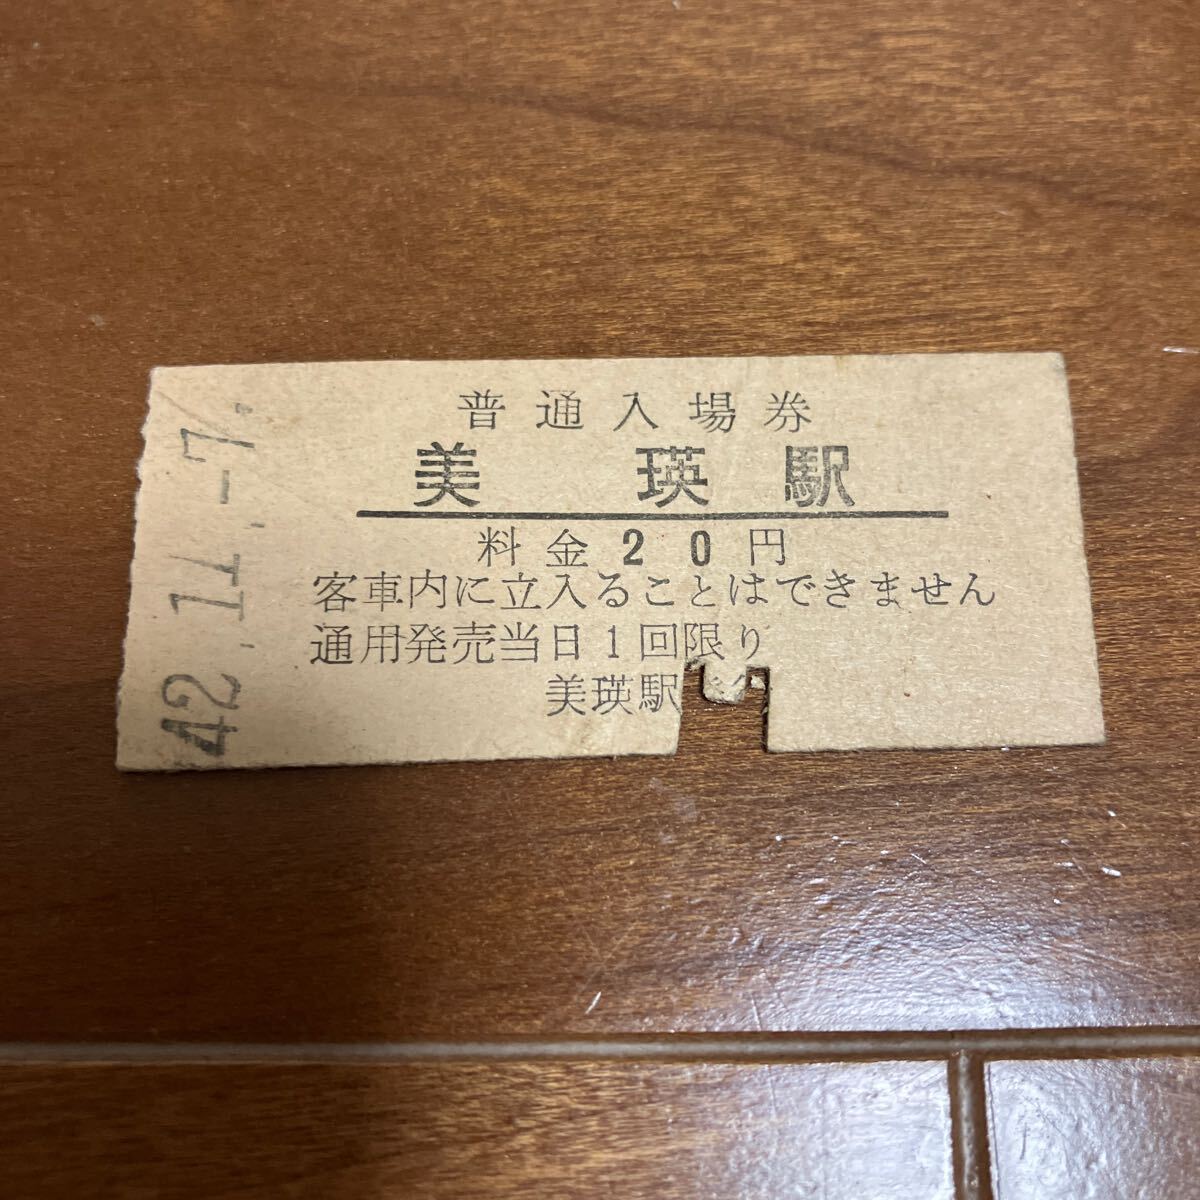 普通入場券
美瑛駅
料金20円
客車内に立入ることはできません
通用発売当日1回限り
美瑛駅
42.11.-7.